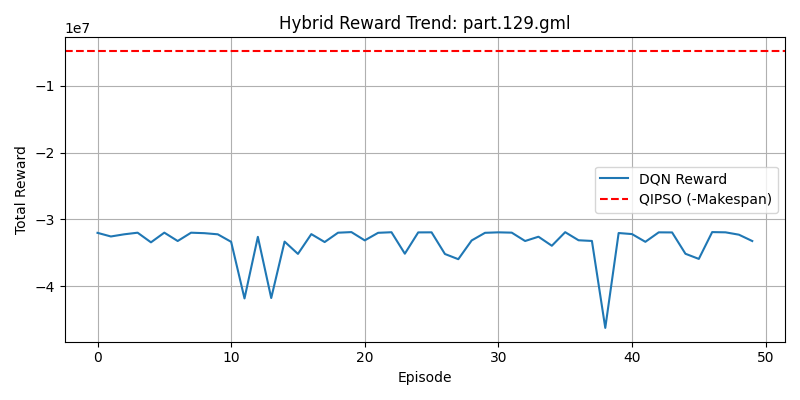 Hybrid Reward Trend: part.129.gml
1e7
−1
−2
−3
−4
Total Reward
DQN Reward
QIPSO (-Makespan)
0 10 20 30 40 50
Episode